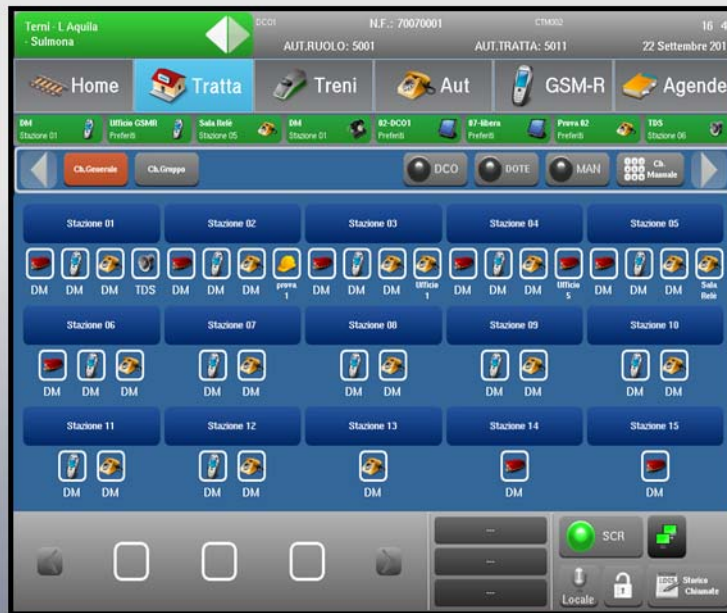 Terni - L Aquila
- Sulmona
DCO1
N.F.: 70070001
CTM002
16 4
AUT.RUOLO: 5001
AUT.TRATTA: 5011
22 Settembre 201
Home
Tratta
Treni
Aut
GSM-R
Agende
DM
Stazione 01
Ufficio GSMR
Preferiti
Sala Relè
Stazione 05
DM
Stazione 01
02-DCO1
Preferiti
07-libera
Preferiti
Prova 02
Preferiti
TDS
Stazione 06
Ch.Generale
Ch.Gruppo
DCO
DOTE
MAN
Ch.
Manuale
Stazione 01
Stazione 02
Stazione 03
Stazione 04
Stazione 05
DM
DM
DM
TDS
DM
DM
DM
prova
1
DM
DM
DM
Ufficio
1
DM
DM
DM
Ufficio
5
DM
DM
DM
Sala
Relè
Stazione 06
Stazione 07
Stazione 08
Stazione 09
Stazione 10
DM
DM
DM
DM
DM
DM
DM
DM
DM
DM
DM
Stazione 11
Stazione 12
Stazione 13
Stazione 14
Stazione 15
DM
DM
DM
DM
DM
DM
DM
--
--
--
SCR
Locale
LOG
Storico
Chiamate